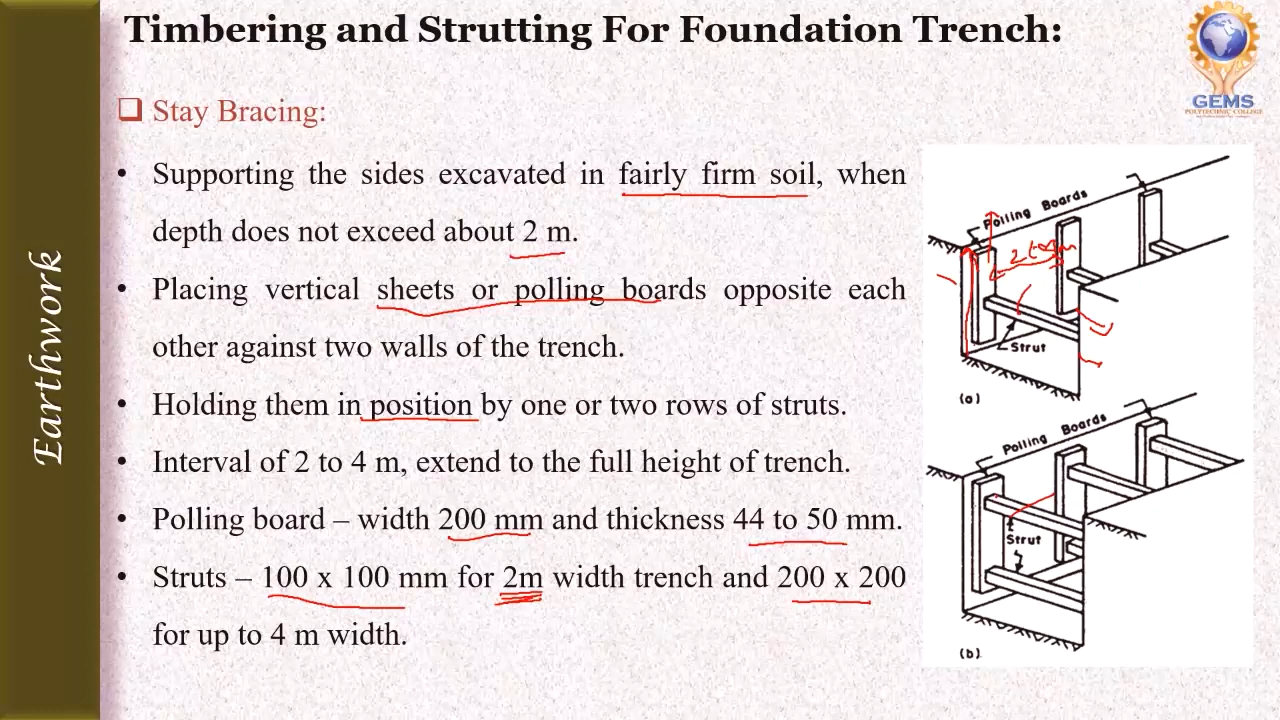 Timbering and Strutting For Foundation Trench:
GEMS
POLYTECHNIC COLLEGE
Earthwork
Stay Bracing:
• Supporting the sides excavated in fairly firm soil, when
depth does not exceed about 2 m.
• Placing vertical sheets or polling boards opposite each
other against two walls of the trench.
• Holding them in position by one or two rows of struts.
• Interval of 2 to 4 m, extend to the full height of trench.
• Polling board – width 200 mm and thickness 44 to 50 mm.
• Struts – 100 x 100 mm for 2m width trench and 200 x 200
for up to 4 m width.
Polling Boards
Strut
(a)
Polling Boards
Strut
(b)